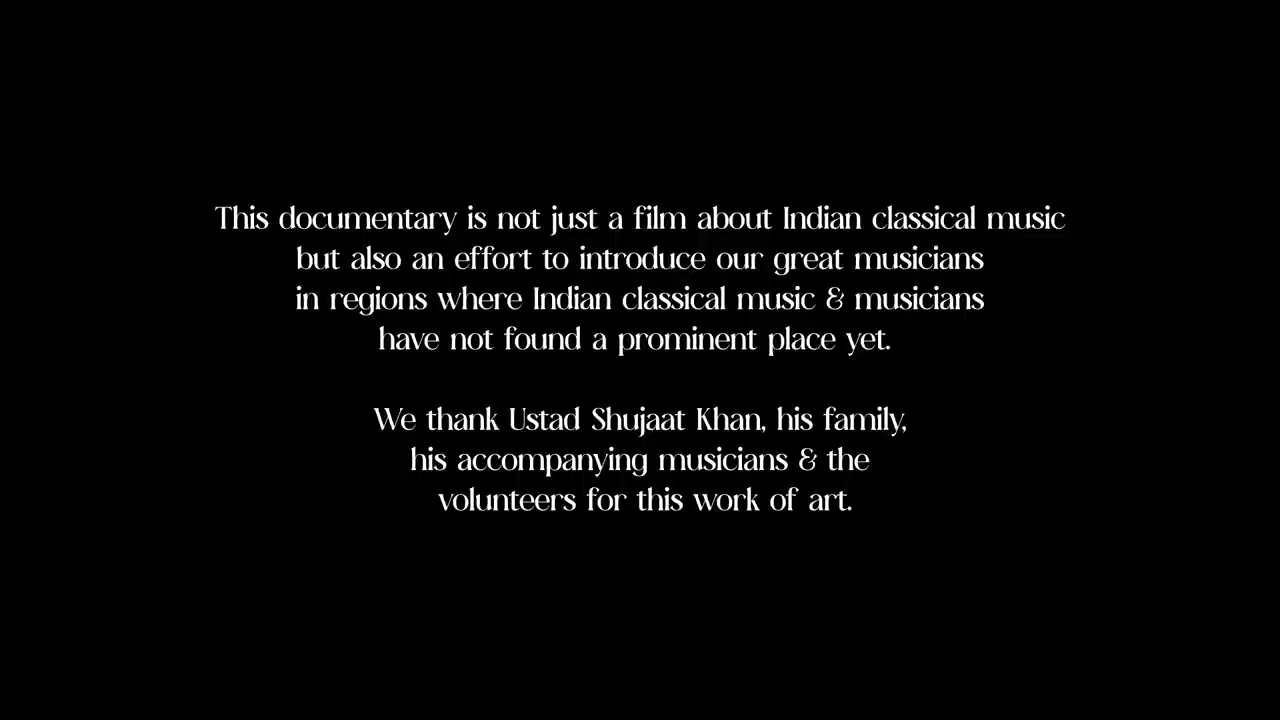 This documentary is not just a film about Indian classical music
but also an effort to introduce our great musicians
in regions where Indian classical music & musicians
have not found a prominent place yet.
We thank Ustad Shujaat Khan, his family,
his accompanying musicians & the
volunteers for this work of art.